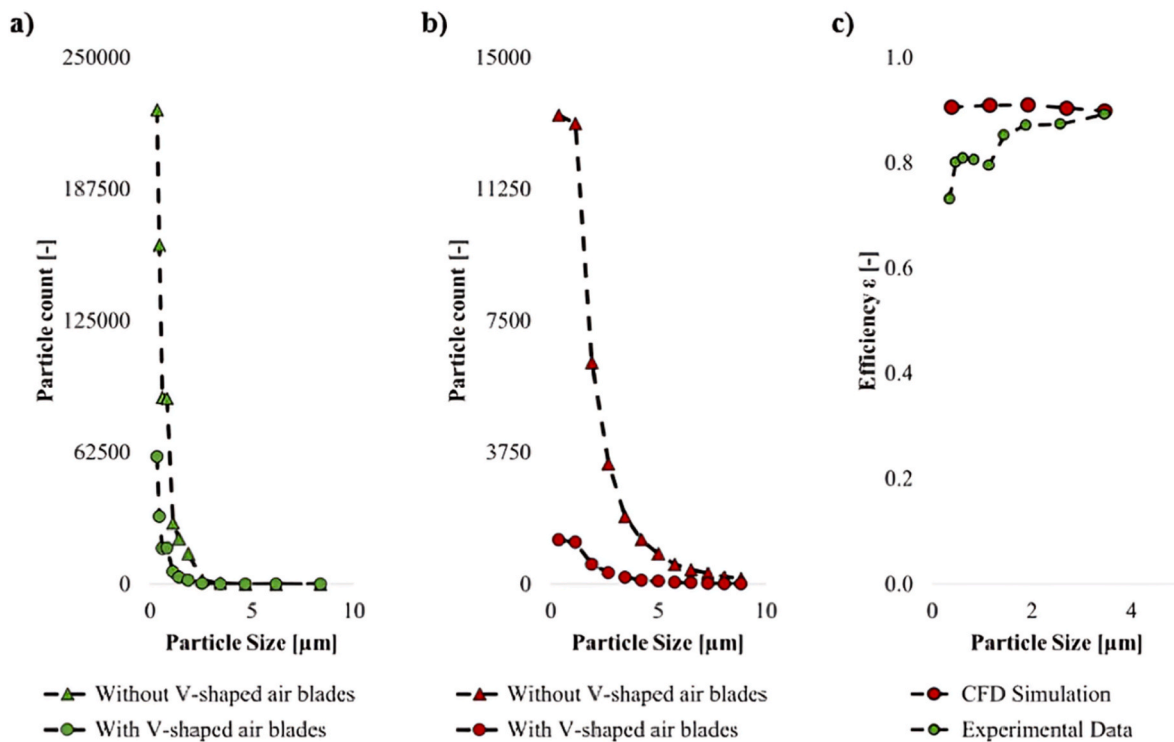 a)
250000
187500
125000
62500
0
Particle count [-]
0 5 10
Particle Size [µm]
Without V-shaped air blades
With V-shaped air blades
b)
15000
11250
7500
3750
0
Particle count [-]
0 5 10
Particle Size [µm]
Without V-shaped air blades
With V-shaped air blades
c)
1.0
0.8
0.6
0.4
0.2
0.0
Efficiency ε [-]
0 2 4
Particle Size [µm]
CFD Simulation
Experimental Data